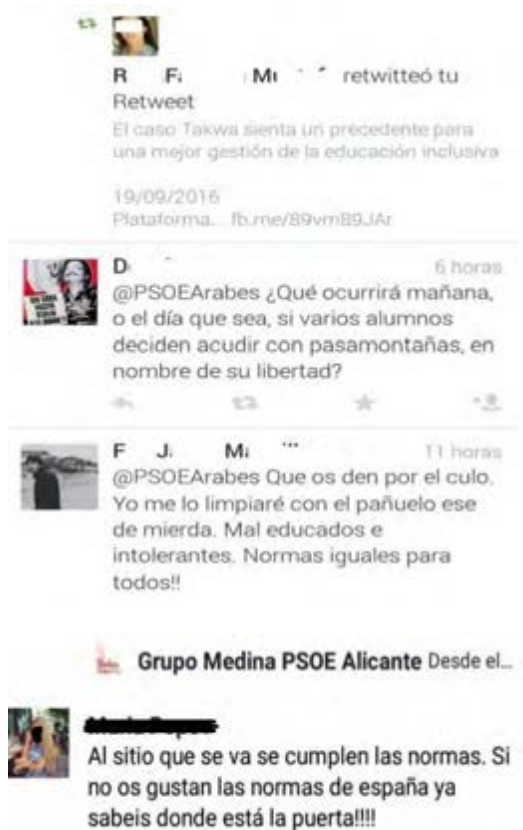 R Fa Mu retwitteó tu
Retweet
El caso Takwa sienta un precedente para
una mejor gestión de la educación inclusiva
19/09/2016
Plataforma... fb.me/89vmB9JAr
D 6 horas
@PSOEArabes ¿Qué ocurrirá mañana,
o el día que sea, si varios alumnos
deciden acudir con pasamontañas, en
nombre de su libertad?
F J. Mu 11 horas
@PSOEArabes Que os den por el culo.
Yo me lo limpiaré con el pañuelo ese
de mierda. Mal educados e
intolerantes. Normas iguales para
todos!!
Grupo Medina PSOE Alicante Desde el...
Al sitio que se va se cumplen las normas. Si
no os gustan las normas de españa ya
sabeis donde está la puerta!!!!